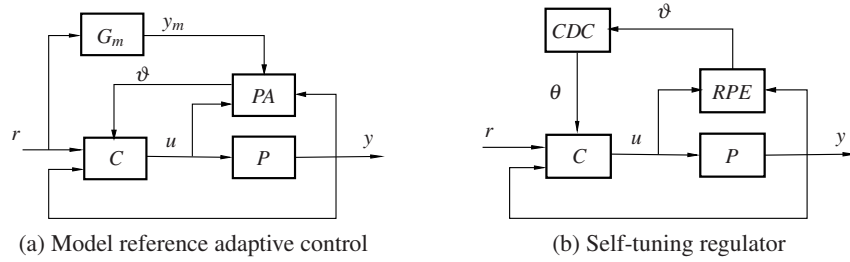 G_m
y_m
ϑ
PA
r
C
u
P
y
(a) Model reference adaptive control
CDC
ϑ
θ
RPE
r
C
u
P
y
(b) Self-tuning regulator